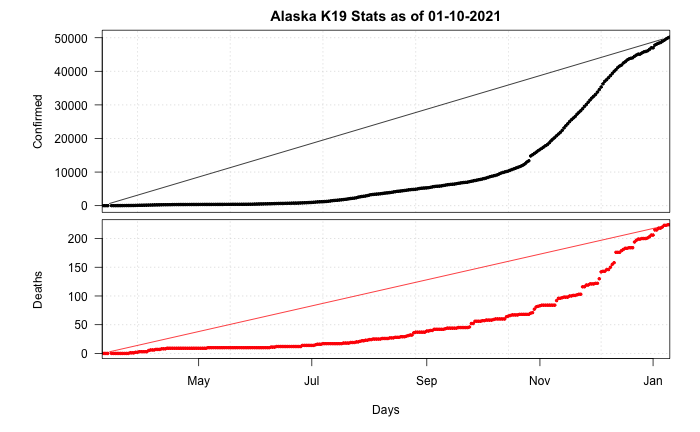 Alaska K19 Stats as of 01-10-2021
Confirmed
50000
40000
30000
20000
10000
0
Deaths
200
150
100
50
0
May Jul Sep Nov Jan
Days